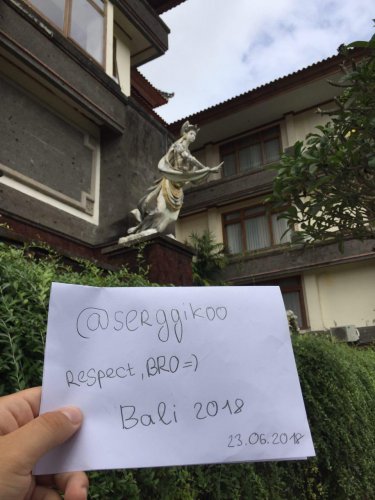 @serggikoo
Respect, BRO =)
Bali 2018
23.06.2018